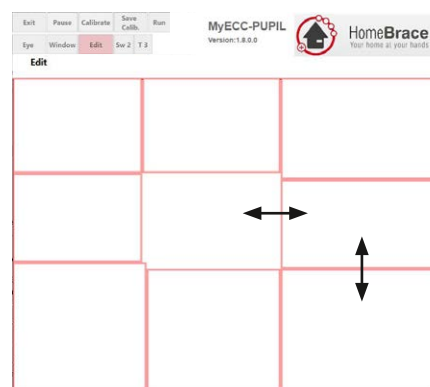 Exit Pause Calibrate Save Calib. Run
Eye Window Edit Sw 2 T 3
MyECC-PUPIL
Version:1.8.0.0
HomeBrace
Your home at your hands
Edit